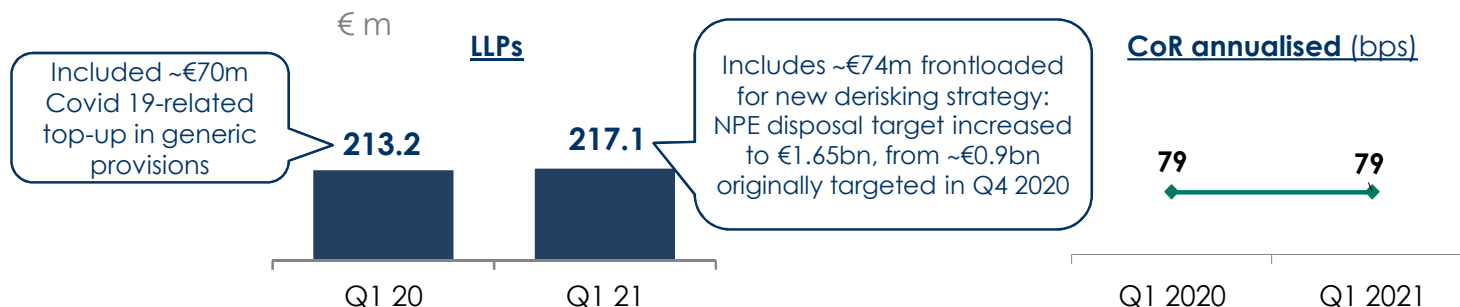 € m
LLPs
Included ~€70m
Covid 19-related
top-up in generic
provisions
213.2
217.1
Includes ~€74m frontloaded
for new derisking strategy:
NPE disposal target increased
to €1.65bn, from ~€0.9bn
originally targeted in Q4 2020
Q1 20
Q1 21
CoR annualised (bps)
79
79
Q1 2020
Q1 2021